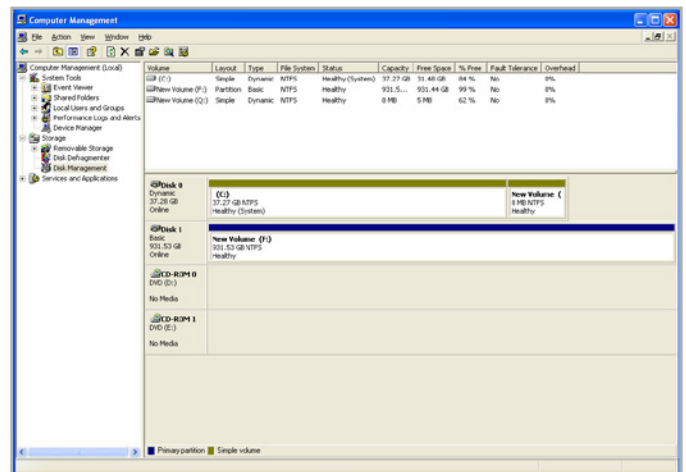 Computer Management
File Action View Window Help
Computer Management (Local)
System Tools
Event Viewer
Shared Folders
Local Users and Groups
Performance Logs and Alerts
Device Manager
Storage
Removable Storage
Disk Defragmenter
Disk Management
Services and Applications
Volume Layout Type File System Status Capacity Free Space % Free Fault Tolerance Overhead
(C:) Simple Dynamic NTFS Healthy (System) 37.27 GB 31.48 GB 84 % No 0%
New Volume (F:) Partition Basic NTFS Healthy 931.5... 931.44 GB 99 % No 0%
New Volume (Q:) Simple Dynamic NTFS Healthy 8 MB 5 MB 62 % No 0%
Disk 0
Dynamic
37.28 GB
Online
(C:)
37.27 GB NTFS
Healthy (System)
New Volume (
8 MB NTFS
Healthy
Disk 1
Basic
931.53 GB
Online
New Volume (F:)
931.53 GB NTFS
Healthy
CD-ROM 0
DVD (D:)
No Media
CD-ROM 1
DVD (E:)
No Media
Primary partition Simple volume